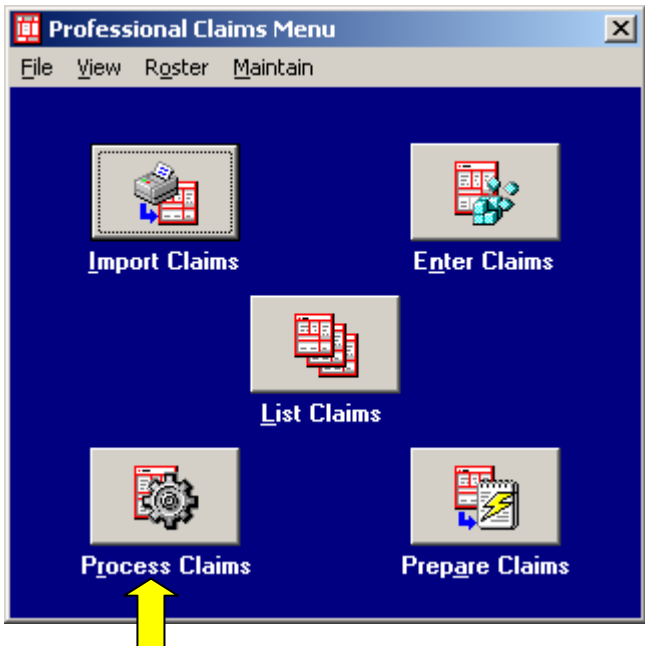 Professional Claims Menu
File View Roster Maintain
Import Claims Enter Claims
List Claims
Process Claims Prepare Claims